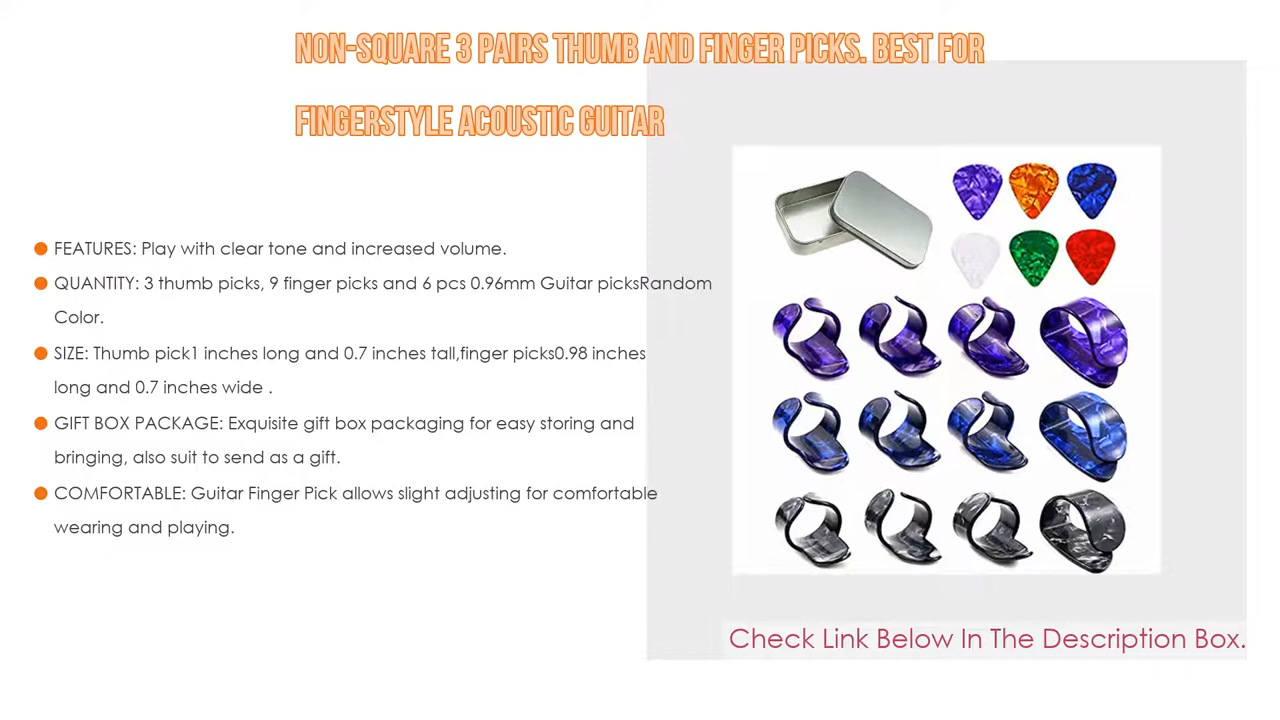 NON-SQUARE 3 PAIRS THUMB AND FINGER PICKS. BEST FOR
FINGERSTYLE ACOUSTIC GUITAR
FEATURES: Play with clear tone and increased volume.
QUANTITY: 3 thumb picks, 9 finger picks and 6 pcs 0.96mm Guitar picksRandom
Color.
SIZE: Thumb pick1 inches long and 0.7 inches tall,finger picks0.98 inches
long and 0.7 inches wide .
GIFT BOX PACKAGE: Exquisite gift box packaging for easy storing and
bringing, also suit to send as a gift.
COMFORTABLE: Guitar Finger Pick allows slight adjusting for comfortable
wearing and playing.
Check Link Below In The Description Box.